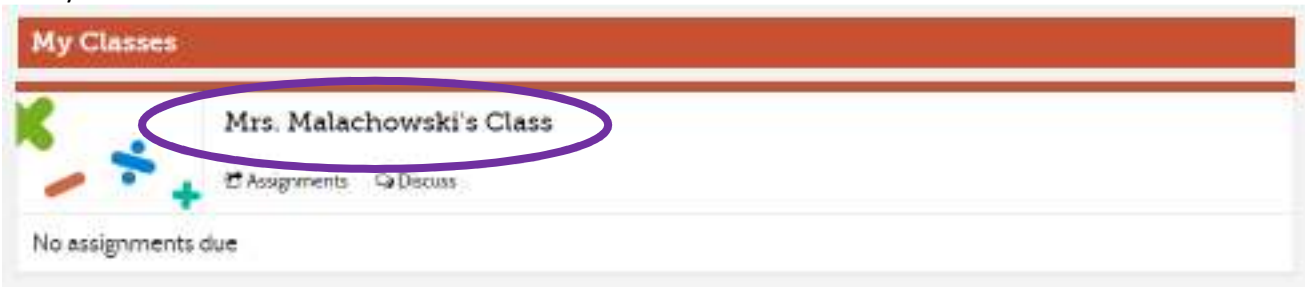 My Classes
Mrs. Malachowski's Class
Assignments Discuss
No assignments due